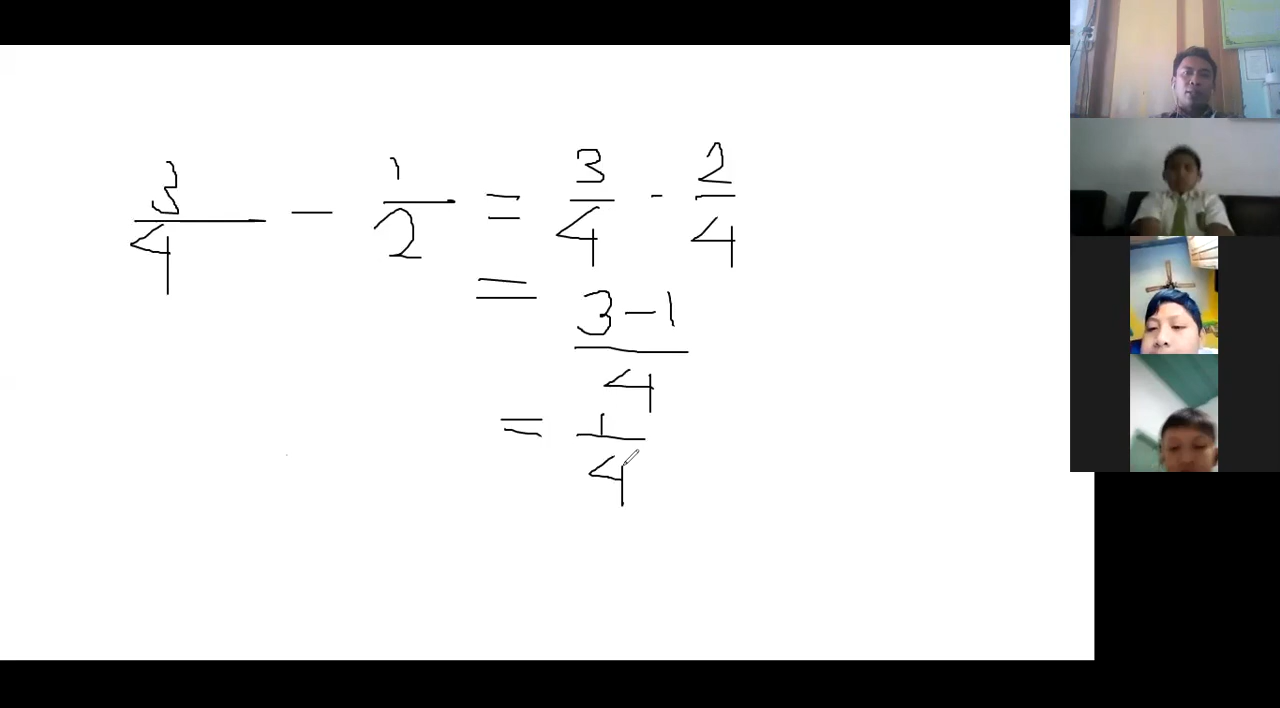 3/4 - 1/2 = 3/4 - 2/4
= 3-1/4
= 1/4